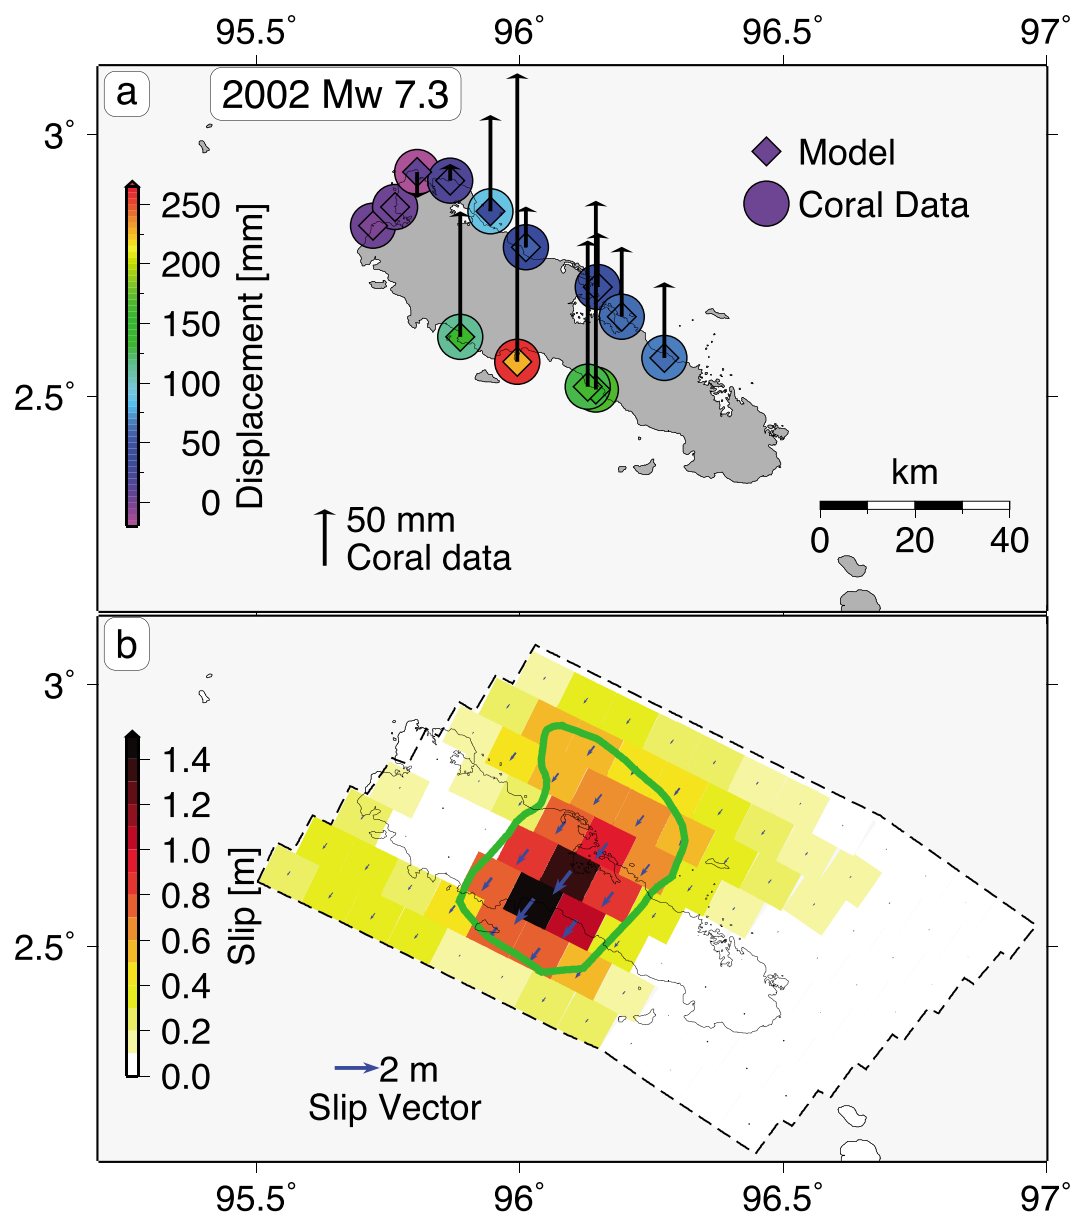 95.5˚ 96˚ 96.5˚ 97˚
a
2002 Mw 7.3
3˚
2.5˚
Model
Coral Data
250
200
150
100
50
0
Displacement [mm]
50 mm
Coral data
km
0 20 40
b
3˚
2.5˚
1.4
1.2
1.0
0.8
0.6
0.4
0.2
0.0
Slip [m]
2 m
Slip Vector
95.5˚ 96˚ 96.5˚ 97˚